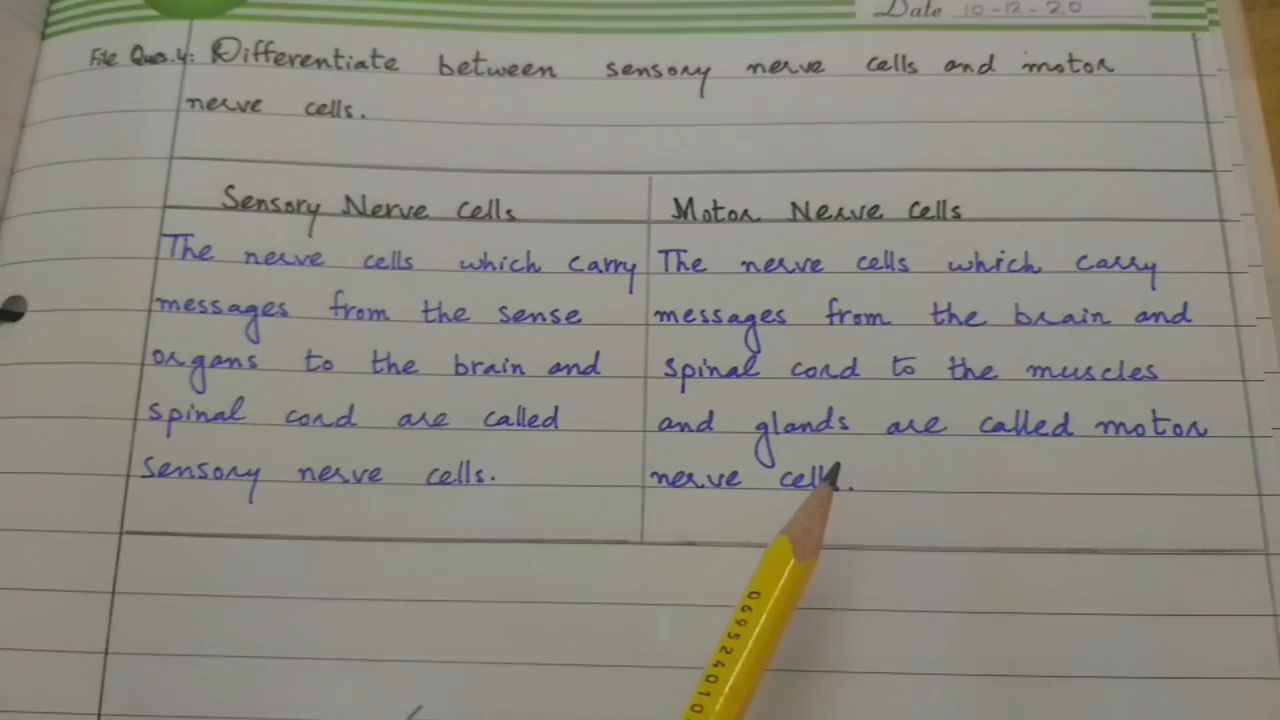 Date 10-12-20
File Ques.4: Differentiate between sensory nerve cells and motor
nerve cells.
Sensory Nerve Cells
The nerve cells which carry
messages from the sense
organs to the brain and
spinal cord are called
sensory nerve cells.
Motor Nerve Cells
The nerve cells which carry
messages from the brain and
spinal cord to the muscles
and glands are called motor
nerve cells.
069524010